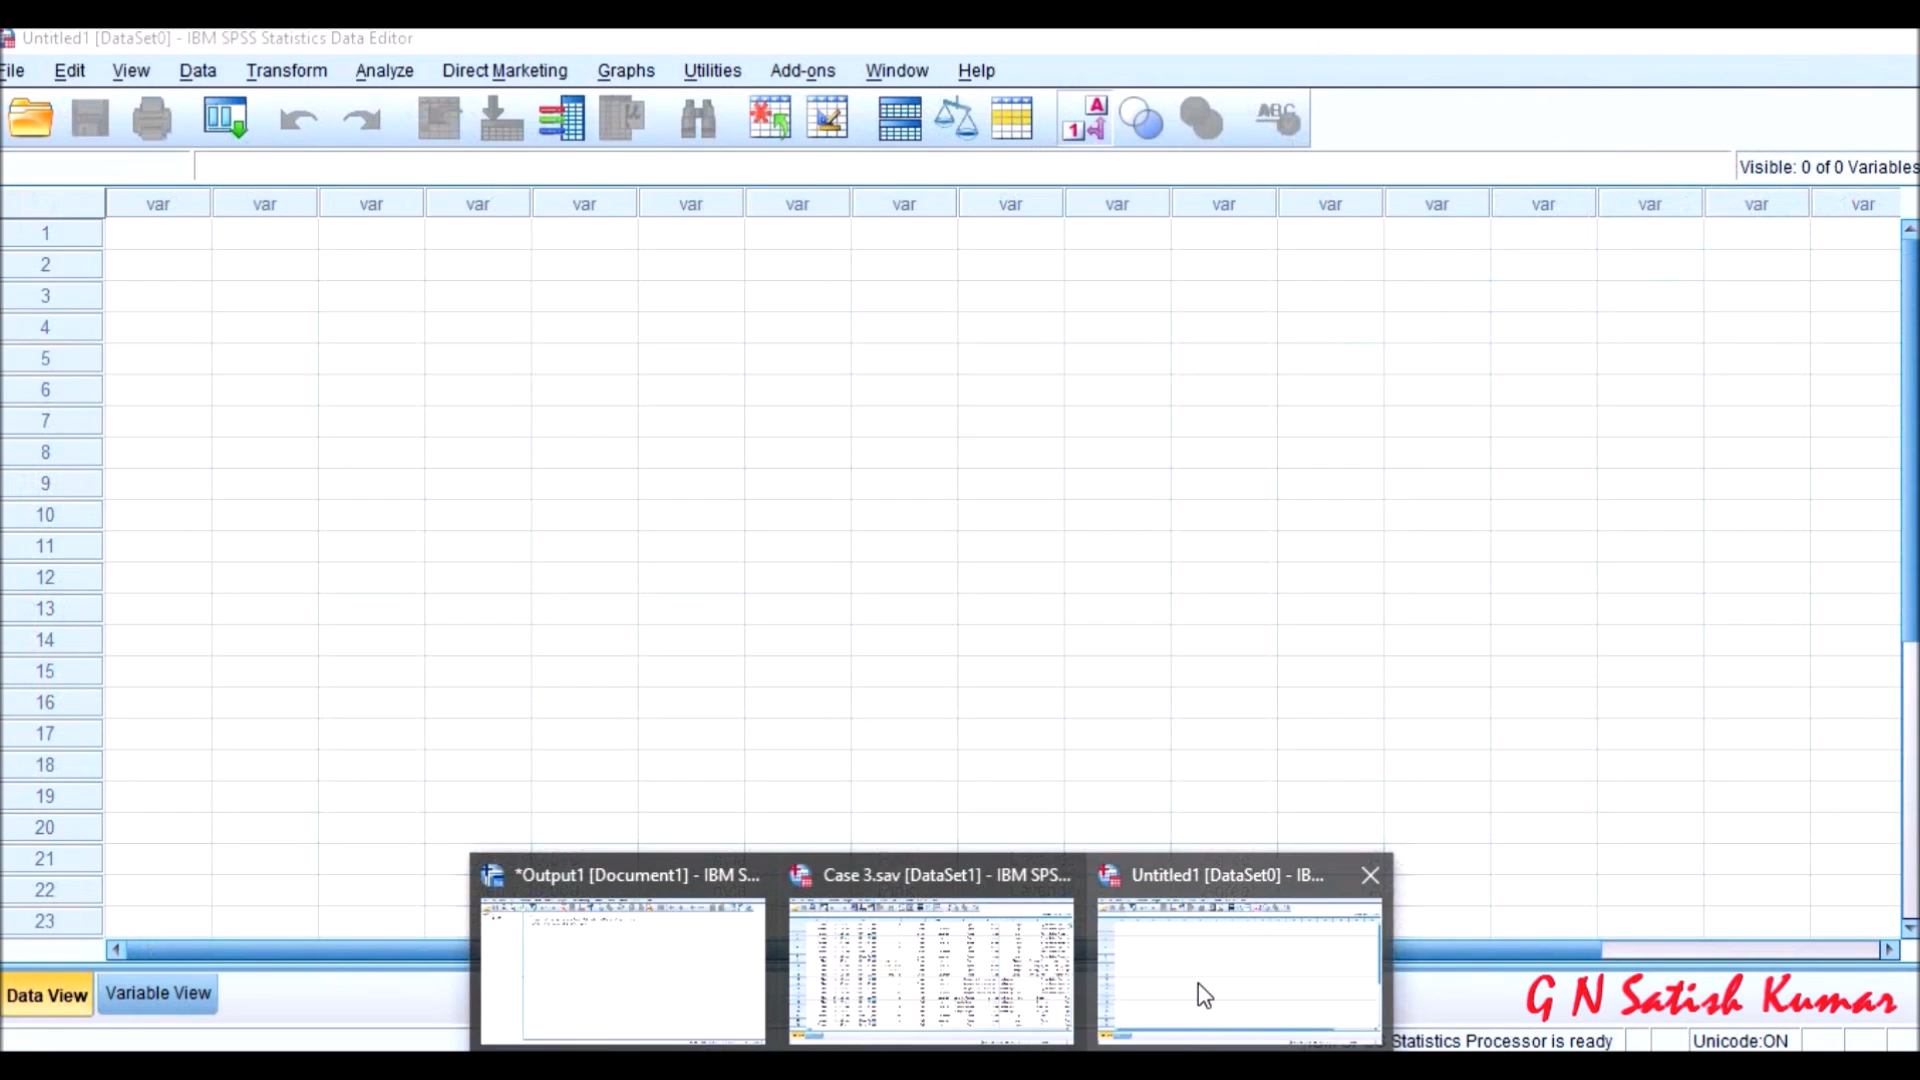 Untitled1 [DataSet0] - IBM SPSS Statistics Data Editor
File Edit View Data Transform Analyze Direct Marketing Graphs Utilities Add-ons Window Help
A
1
ABC
Visible: 0 of 0 Variables
var var var var var var var var var var var var var var var var var
1
2
3
4
5
6
7
8
9
10
11
12
13
14
15
16
17
18
19
20
21
22
23
*Output1 [Document1] - IBM S... Case 3.sav [DataSet1] - IBM SPS... Untitled1 [DataSet0] - IB...
Data View Variable View
G N Satish Kumar
Statistics Processor is ready Unicode:ON